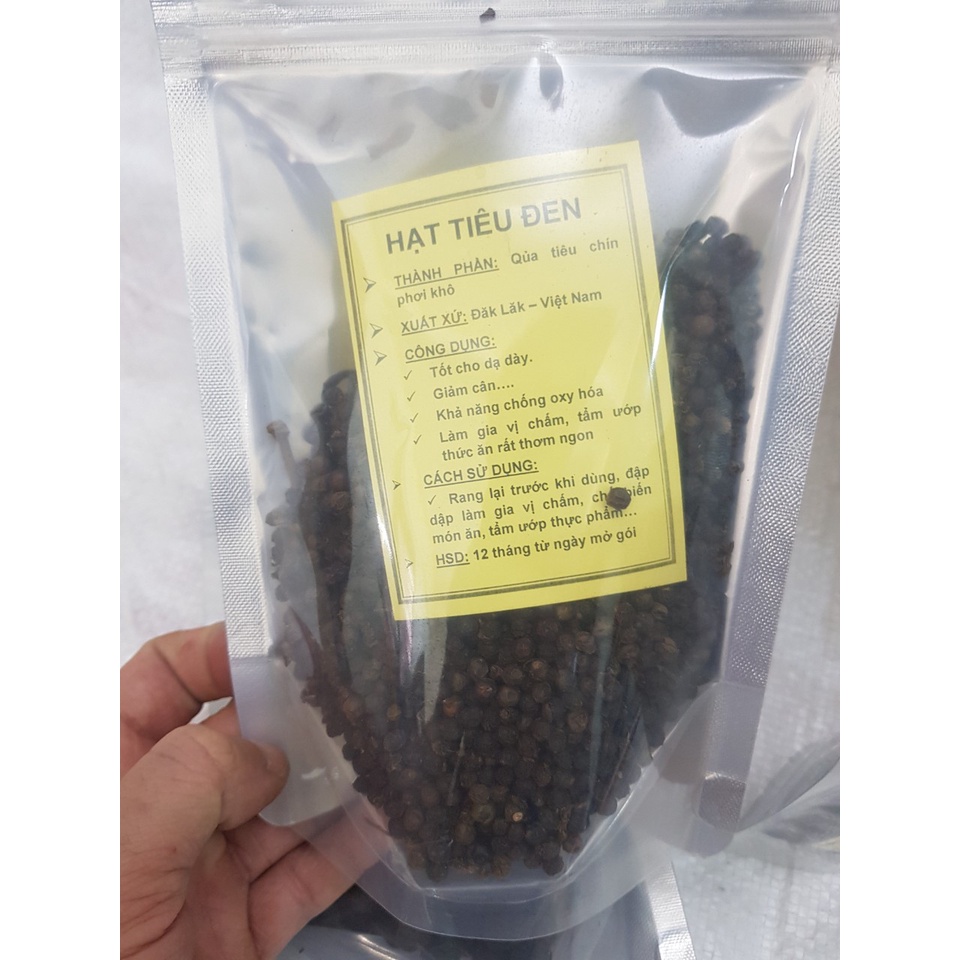 HẠT TIÊU ĐEN
THÀNH PHẦN: Qủa tiêu chín
phơi khô
XUẤT XỨ: Đăk Lăk – Việt Nam
CÔNG DỤNG:
Tốt cho dạ dày.
Giảm cân....
Khả năng chống oxy hóa
Làm gia vị chấm, tẩm ướp
thức ăn rất thơm ngon
CÁCH SỬ DỤNG:
Rang lại trước khi dùng, đập
dập làm gia vị chấm, chế biến
món ăn, tẩm ướp thực phẩm...
HSD: 12 tháng từ ngày mở gói